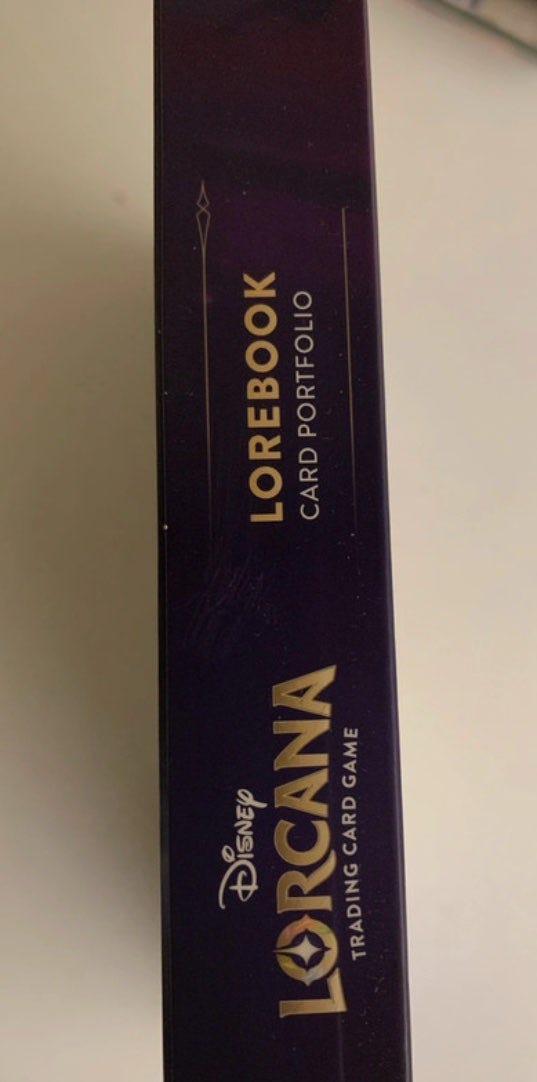 Disney
LORCANA
TRADING CARD GAME
LOREBOOK
CARD PORTFOLIO